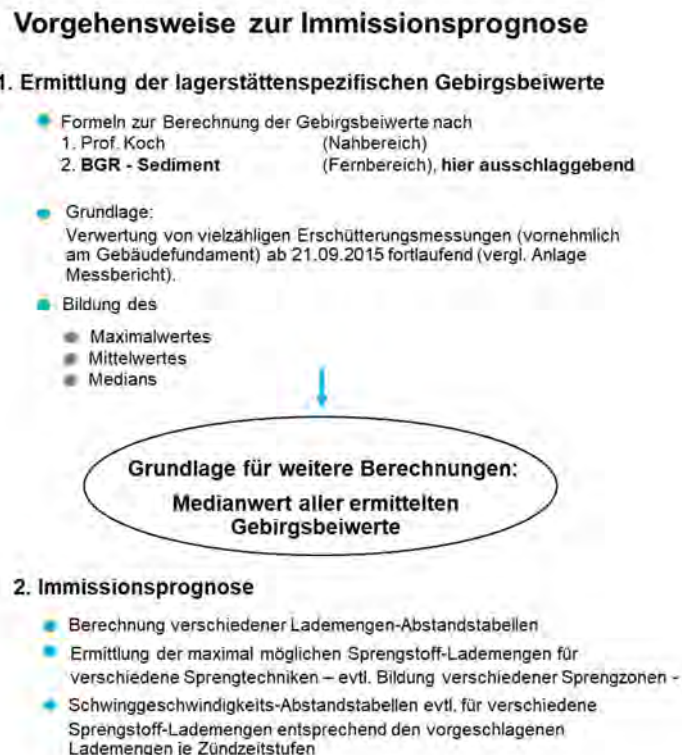 Vorgehensweise zur Immissionsprognose
1. Ermittlung der lagerstättenspezifischen Gebirgsbeiwerte
Formeln zur Berechnung der Gebirgsbeiwerte nach
1. Prof. Koch (Nahbereich)
2. BGR - Sediment (Fernbereich), hier ausschlaggebend
Grundlage:
Verwertung von vielzähligen Erschütterungsmessungen (vornehmlich
am Gebäudefundament) ab 21.09.2015 fortlaufend (vergl. Anlage
Messbericht).
Bildung des
Maximalwertes
Mittelwertes
Medians
Grundlage für weitere Berechnungen:
Medianwert aller ermittelten
Gebirgsbeiwerte
2. Immissionsprognose
Berechnung verschiedener Lademengen-Abstandstabellen
Ermittlung der maximal möglichen Sprengstoff-Lademengen für
verschiedene Sprengtechniken – evtl. Bildung verschiedener Sprengzonen -
Schwinggeschwindigkeits-Abstandstabellen evtl. für verschiedene
Sprengstoff-Lademengen entsprechend den vorgeschlagenen
Lademengen je Zündzeitstufen